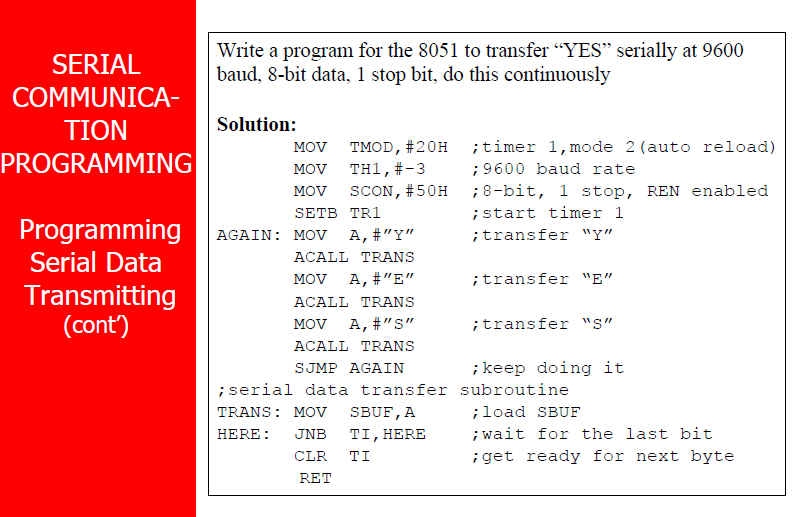 SERIAL
COMMUNICA-
TION
PROGRAMMING
Programming
Serial Data
Transmitting
(cont’)
Write a program for the 8051 to transfer “YES” serially at 9600
baud, 8-bit data, 1 stop bit, do this continuously
Solution:
MOV TMOD,#20H ;timer 1,mode 2(auto reload)
MOV TH1,#-3 ;9600 baud rate
MOV SCON,#50H ;8-bit, 1 stop, REN enabled
SETB TR1 ;start timer 1
AGAIN: MOV A,#”Y” ;transfer “Y”
ACALL TRANS
MOV A,#”E” ;transfer “E”
ACALL TRANS
MOV A,#”S” ;transfer “S”
ACALL TRANS
SJMP AGAIN ;keep doing it
;serial data transfer subroutine
TRANS: MOV SBUF,A ;load SBUF
HERE: JNB TI,HERE ;wait for the last bit
CLR TI ;get ready for next byte
RET